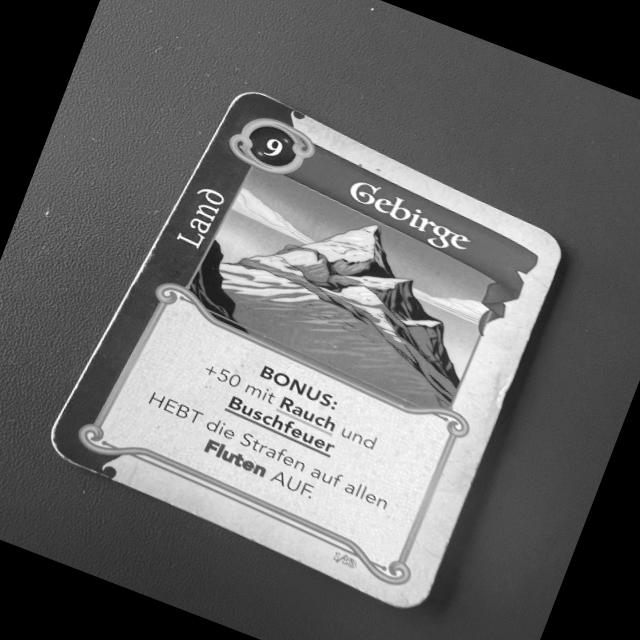 9
Gebirge
Land
BONUS:
+50 mit Rauch und
Buschfeuer
HEBT die Strafen auf allen
Fluten AUF.